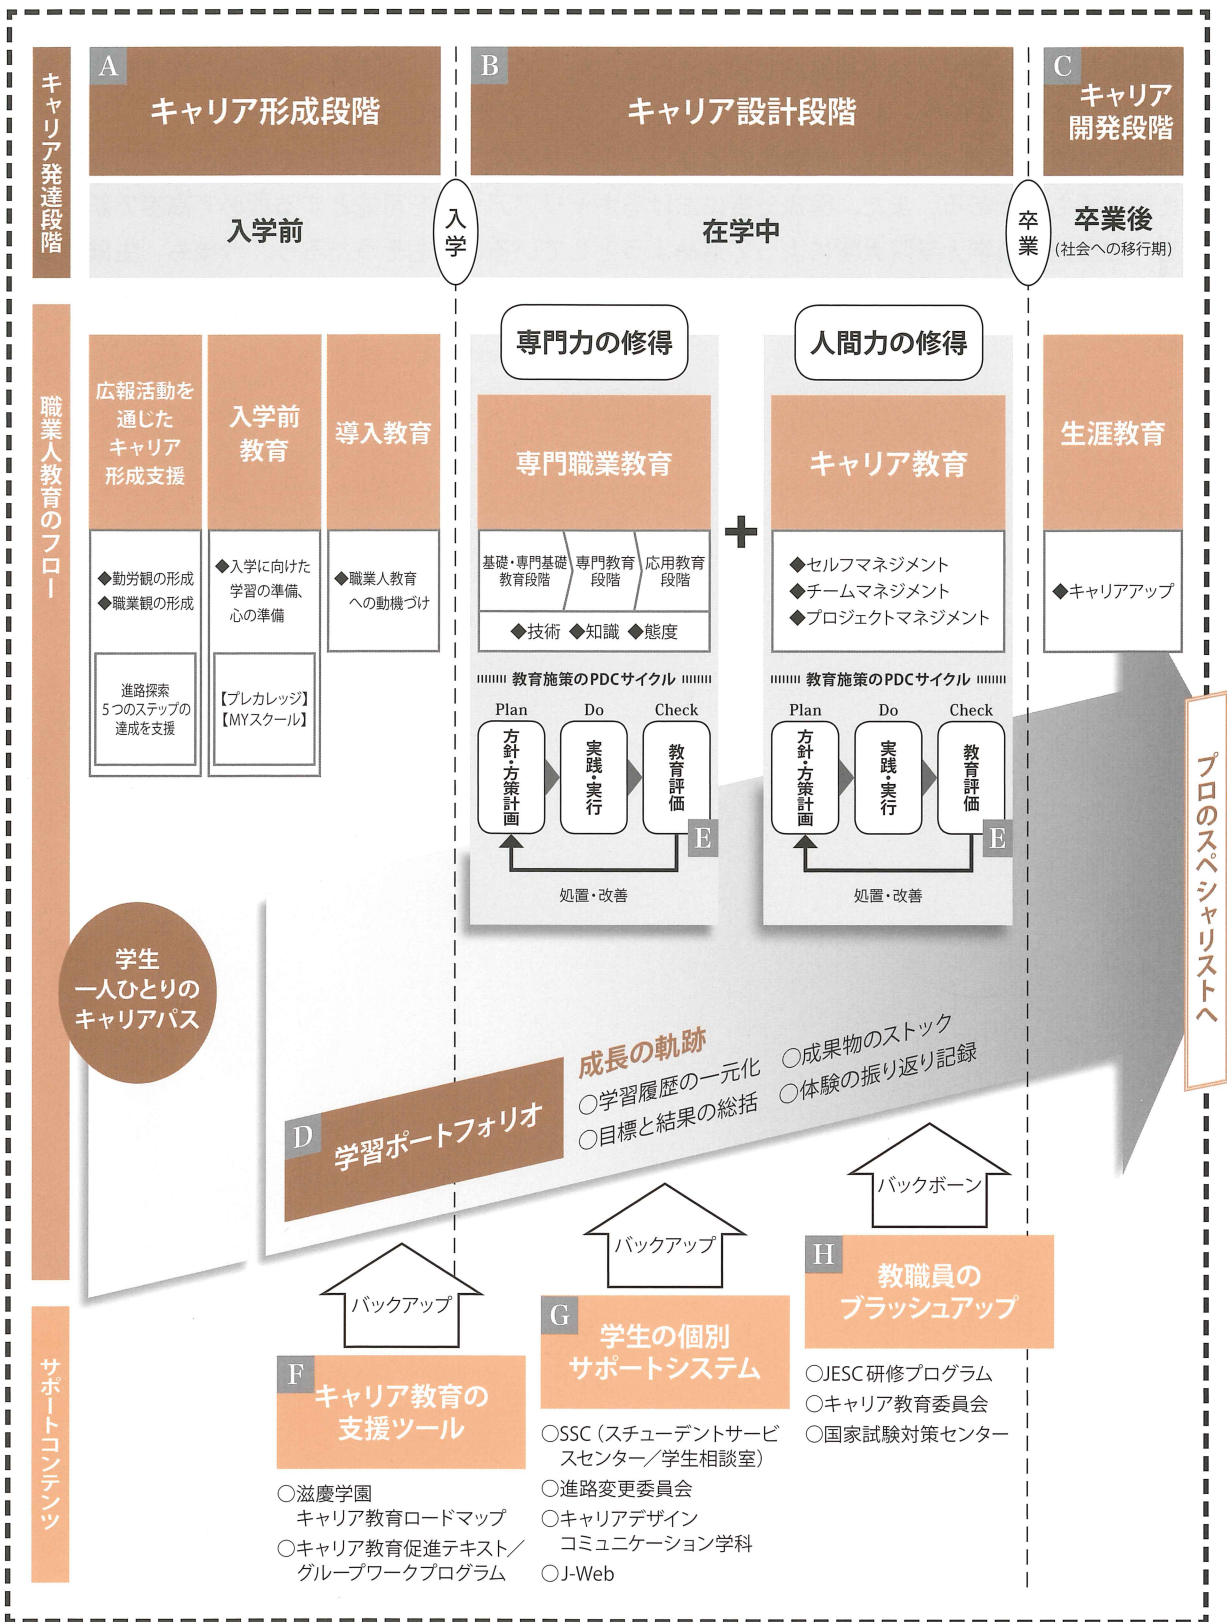 キャリア発達段階
A
キャリア形成段階
B
キャリア設計段階
C
キャリア
開発段階
入学前
入学
在学中
卒業
卒業後
(社会への移行期)
職業人教育のフロー
広報活動を
通じた
キャリア
形成支援
◆勤労観の形成
◆職業観の形成
進路探索
5つのステップの
達成を支援
入学前
教育
◆入学に向けた
学習の準備、
心の準備
【プレカレッジ】
【MYスクール】
導入教育
◆職業人教育
への動機づけ
専門力の修得
専門職業教育
基礎・専門基礎
教育段階
専門教育
段階
応用教育
段階
◆技術 ◆知識 ◆態度
教育施策のPDCサイクル
Plan
Do
Check
方針・方策計画
実践・実行
教育評価
E
処置・改善
+
人間力の修得
キャリア教育
◆セルフマネジメント
◆チームマネジメント
◆プロジェクトマネジメント
教育施策のPDCサイクル
Plan
Do
Check
方針・方策計画
実践・実行
教育評価
E
処置・改善
生涯教育
◆キャリアアップ
プロのスペシャリストへ
学生
一人ひとりの
キャリアパス
D
学習ポートフォリオ
成長の軌跡
○学習履歴の一元化
○目標と結果の総括
○成果物のストック
○体験の振り返り記録
サポートコンテンツ
バックアップ
F
キャリア教育の
支援ツール
○滋慶学園
キャリア教育ロードマップ
○キャリア教育促進テキスト／
グループワークプログラム
バックアップ
G
学生の個別
サポートシステム
○SSC（スチューデントサービ
スセンター／学生相談室）
○進路変更委員会
○キャリアデザイン
コミュニケーション学科
○J-Web
バックボーン
H
教職員の
ブラッシュアップ
○JESC研修プログラム
○キャリア教育委員会
○国家試験対策センター